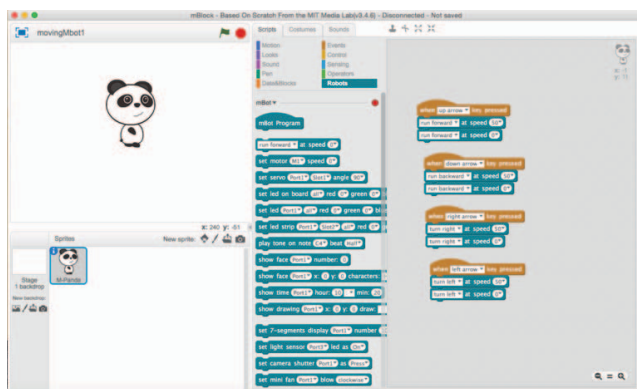 mBlock - Based On Scratch From the MIT Media Lab(v3.4.6) - Disconnected - Not saved
movingMbot1
Scripts Costumes Sounds
Motion Events
Looks Control
Sound Sensing
Pen Operators
Data&Blocks Robots
mBot
mBot Program
run forward at speed 0
set motor M1 speed 0
set servo Port1 Slot1 angle 90
set led on board all red 0 green 0
set led Port1 all red 0 green 0
set led strip Port1 Slot2 all red
play tone on note C4 beat Half
show face Port1 number: 0
show face Port1 x: 0 y: 0 characters:
show time Port1 hour: 10 : min: 20
show drawing Port1 x: 0 y: 0 draw:
set 7-segments display Port1 number
set light sensor Port3 led as On
set camera shutter Port1 as Press
set mini fan Port1 blow clockwise
when up arrow key pressed
run forward at speed 50
run forward at speed 0
when down arrow key pressed
run backward at speed 50
run backward at speed 0
when right arrow key pressed
turn right at speed 50
turn right at speed 0
when left arrow key pressed
turn left at speed 50
turn left at speed 0
X: 240 y: -51
Sprites New sprite:
Stage
1 backdrop
New backdrop:
M-Panda